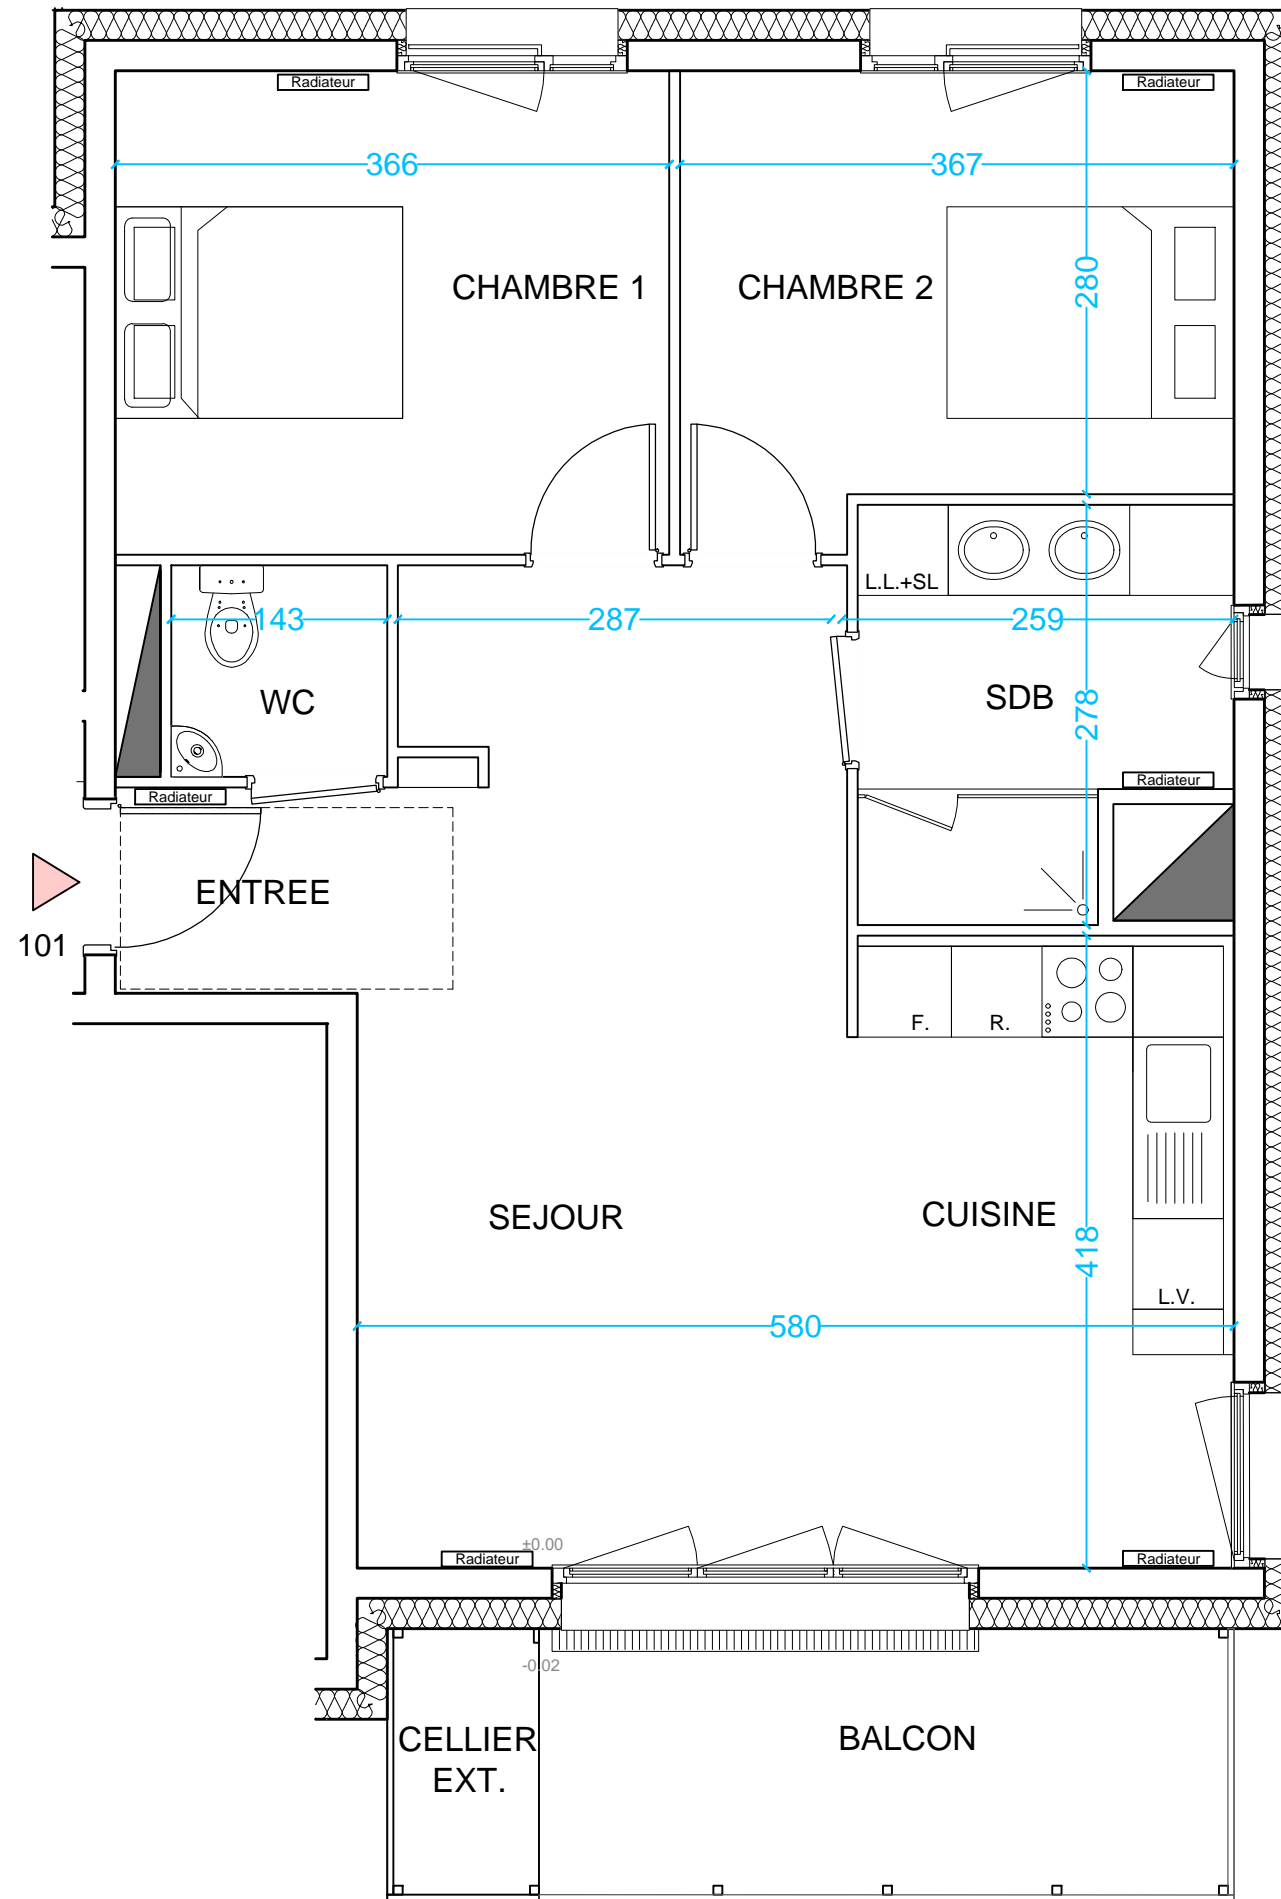 Radiateur
Radiateur
366
367
CHAMBRE 1
CHAMBRE 2
280
L.L.+SL
143
287
259
WC
SDB
278
Radiateur
Radiateur
ENTREE
101
F.
R.
SEJOUR
CUISINE
418
L.V.
580
±0.00
Radiateur
Radiateur
-0.02
CELLIER
EXT.
BALCON